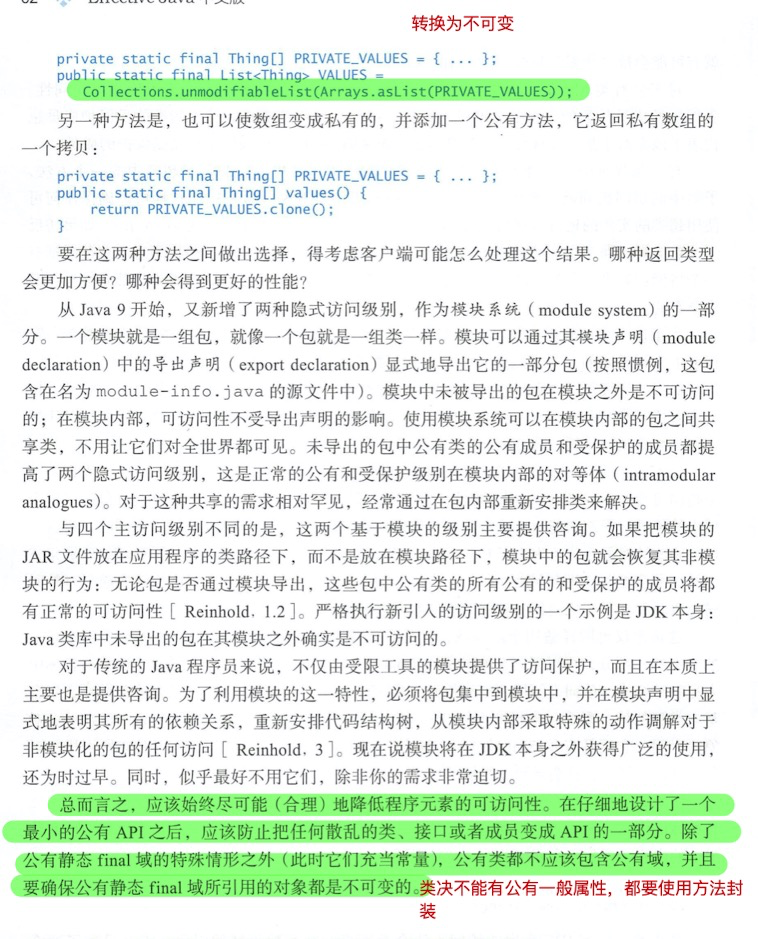 62 Effective Java 中文版
转换为不可变
private static final Thing[] PRIVATE_VALUES = { ... };
public static final List<Thing> VALUES =
Collections.unmodifiableList(Arrays.asList(PRIVATE_VALUES));
另一种方法是，也可以使数组变成私有的，并添加一个公有方法，它返回私有数组的
一个拷贝：
private static final Thing[] PRIVATE_VALUES = { ... };
public static final Thing[] values() {
return PRIVATE_VALUES.clone();
}
要在这两种方法之间做出选择，得考虑客户端可能怎么处理这个结果。哪种返回类型
会更加方便？哪种会得到更好的性能？
从 Java 9 开始，又新增了两种隐式访问级别，作为模块系统（module system）的一部
分。一个模块就是一组包，就像一个包就是一组类一样。模块可以通过其模块声明（module
declaration）中的导出声明（export declaration）显式地导出它的一部分包（按照惯例，这包
含在名为 module-info.java 的源文件中）。模块中未被导出的包在模块之外是不可访问
的；在模块内部，可访问性不受导出声明的影响。使用模块系统可以在模块内部的包之间共
享类，不用让它们对全世界都可见。未导出的包中公有类的公有成员和受保护的成员都提
高了两个隐式访问级别，这是正常的公有和受保护级别在模块内部的对等体（intramodular
analogues）。对于这种共享的需求相对罕见，经常通过在包内部重新安排类来解决。
与四个主访问级别不同的是，这两个基于模块的级别主要提供咨询。如果把模块的
JAR 文件放在应用程序的类路径下，而不是放在模块路径下，模块中的包就会恢复其非模
块的行为：无论包是否通过模块导出，这些包中公有类的所有公有的和受保护的成员将都
有正常的可访问性［Reinhold，1.2］。严格执行新引入的访问级别的一个示例是 JDK 本身：
Java 类库中未导出的包在其模块之外确实是不可访问的。
对于传统的 Java 程序员来说，不仅由受限工具的模块提供了访问保护，而且在本质上
主要也是提供咨询。为了利用模块的这一特性，必须将包集中到模块中，并在模块声明中显
式地表明其所有的依赖关系，重新安排代码结构树，从模块内部采取特殊的动作调解对于
非模块化的包的任何访问［Reinhold，3］。现在说模块将在 JDK 本身之外获得广泛的使用，
还为时过早。同时，似乎最好不用它们，除非你的需求非常迫切。
总而言之，应该始终尽可能（合理）地降低程序元素的可访问性。在仔细地设计了一个
最小的公有 API 之后，应该防止把任何散乱的类、接口或者成员变成 API 的一部分。除了
公有静态 final 域的特殊情形之外（此时它们充当常量），公有类都不应该包含公有域，并且
要确保公有静态 final 域所引用的对象都是不可变的。
类决不能有公有一般属性，都要使用方法封
装